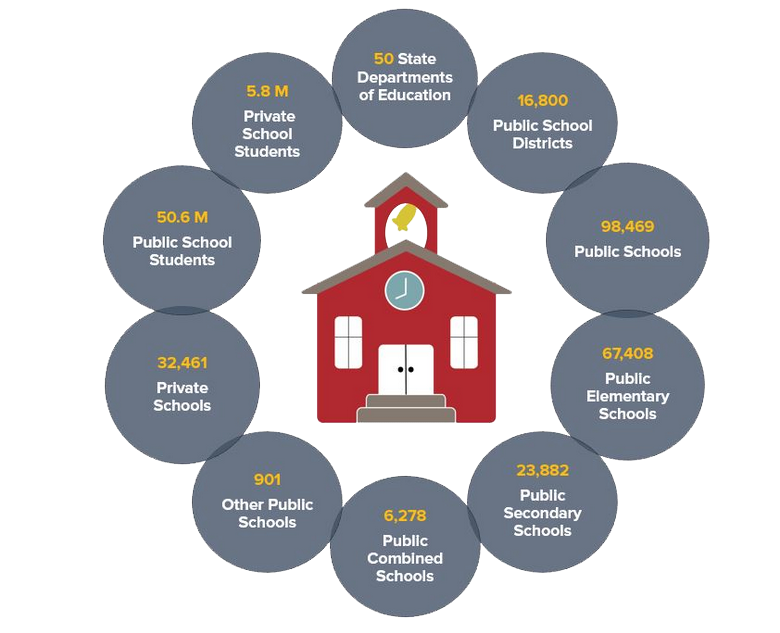 50 State
Departments
of Education
16,800
Public School
Districts
98,469
Public Schools
67,408
Public
Elementary
Schools
23,882
Public
Secondary
Schools
6,278
Public
Combined
Schools
901
Other Public
Schools
32,461
Private
Schools
50.6 M
Public School
Students
5.8 M
Private
School
Students